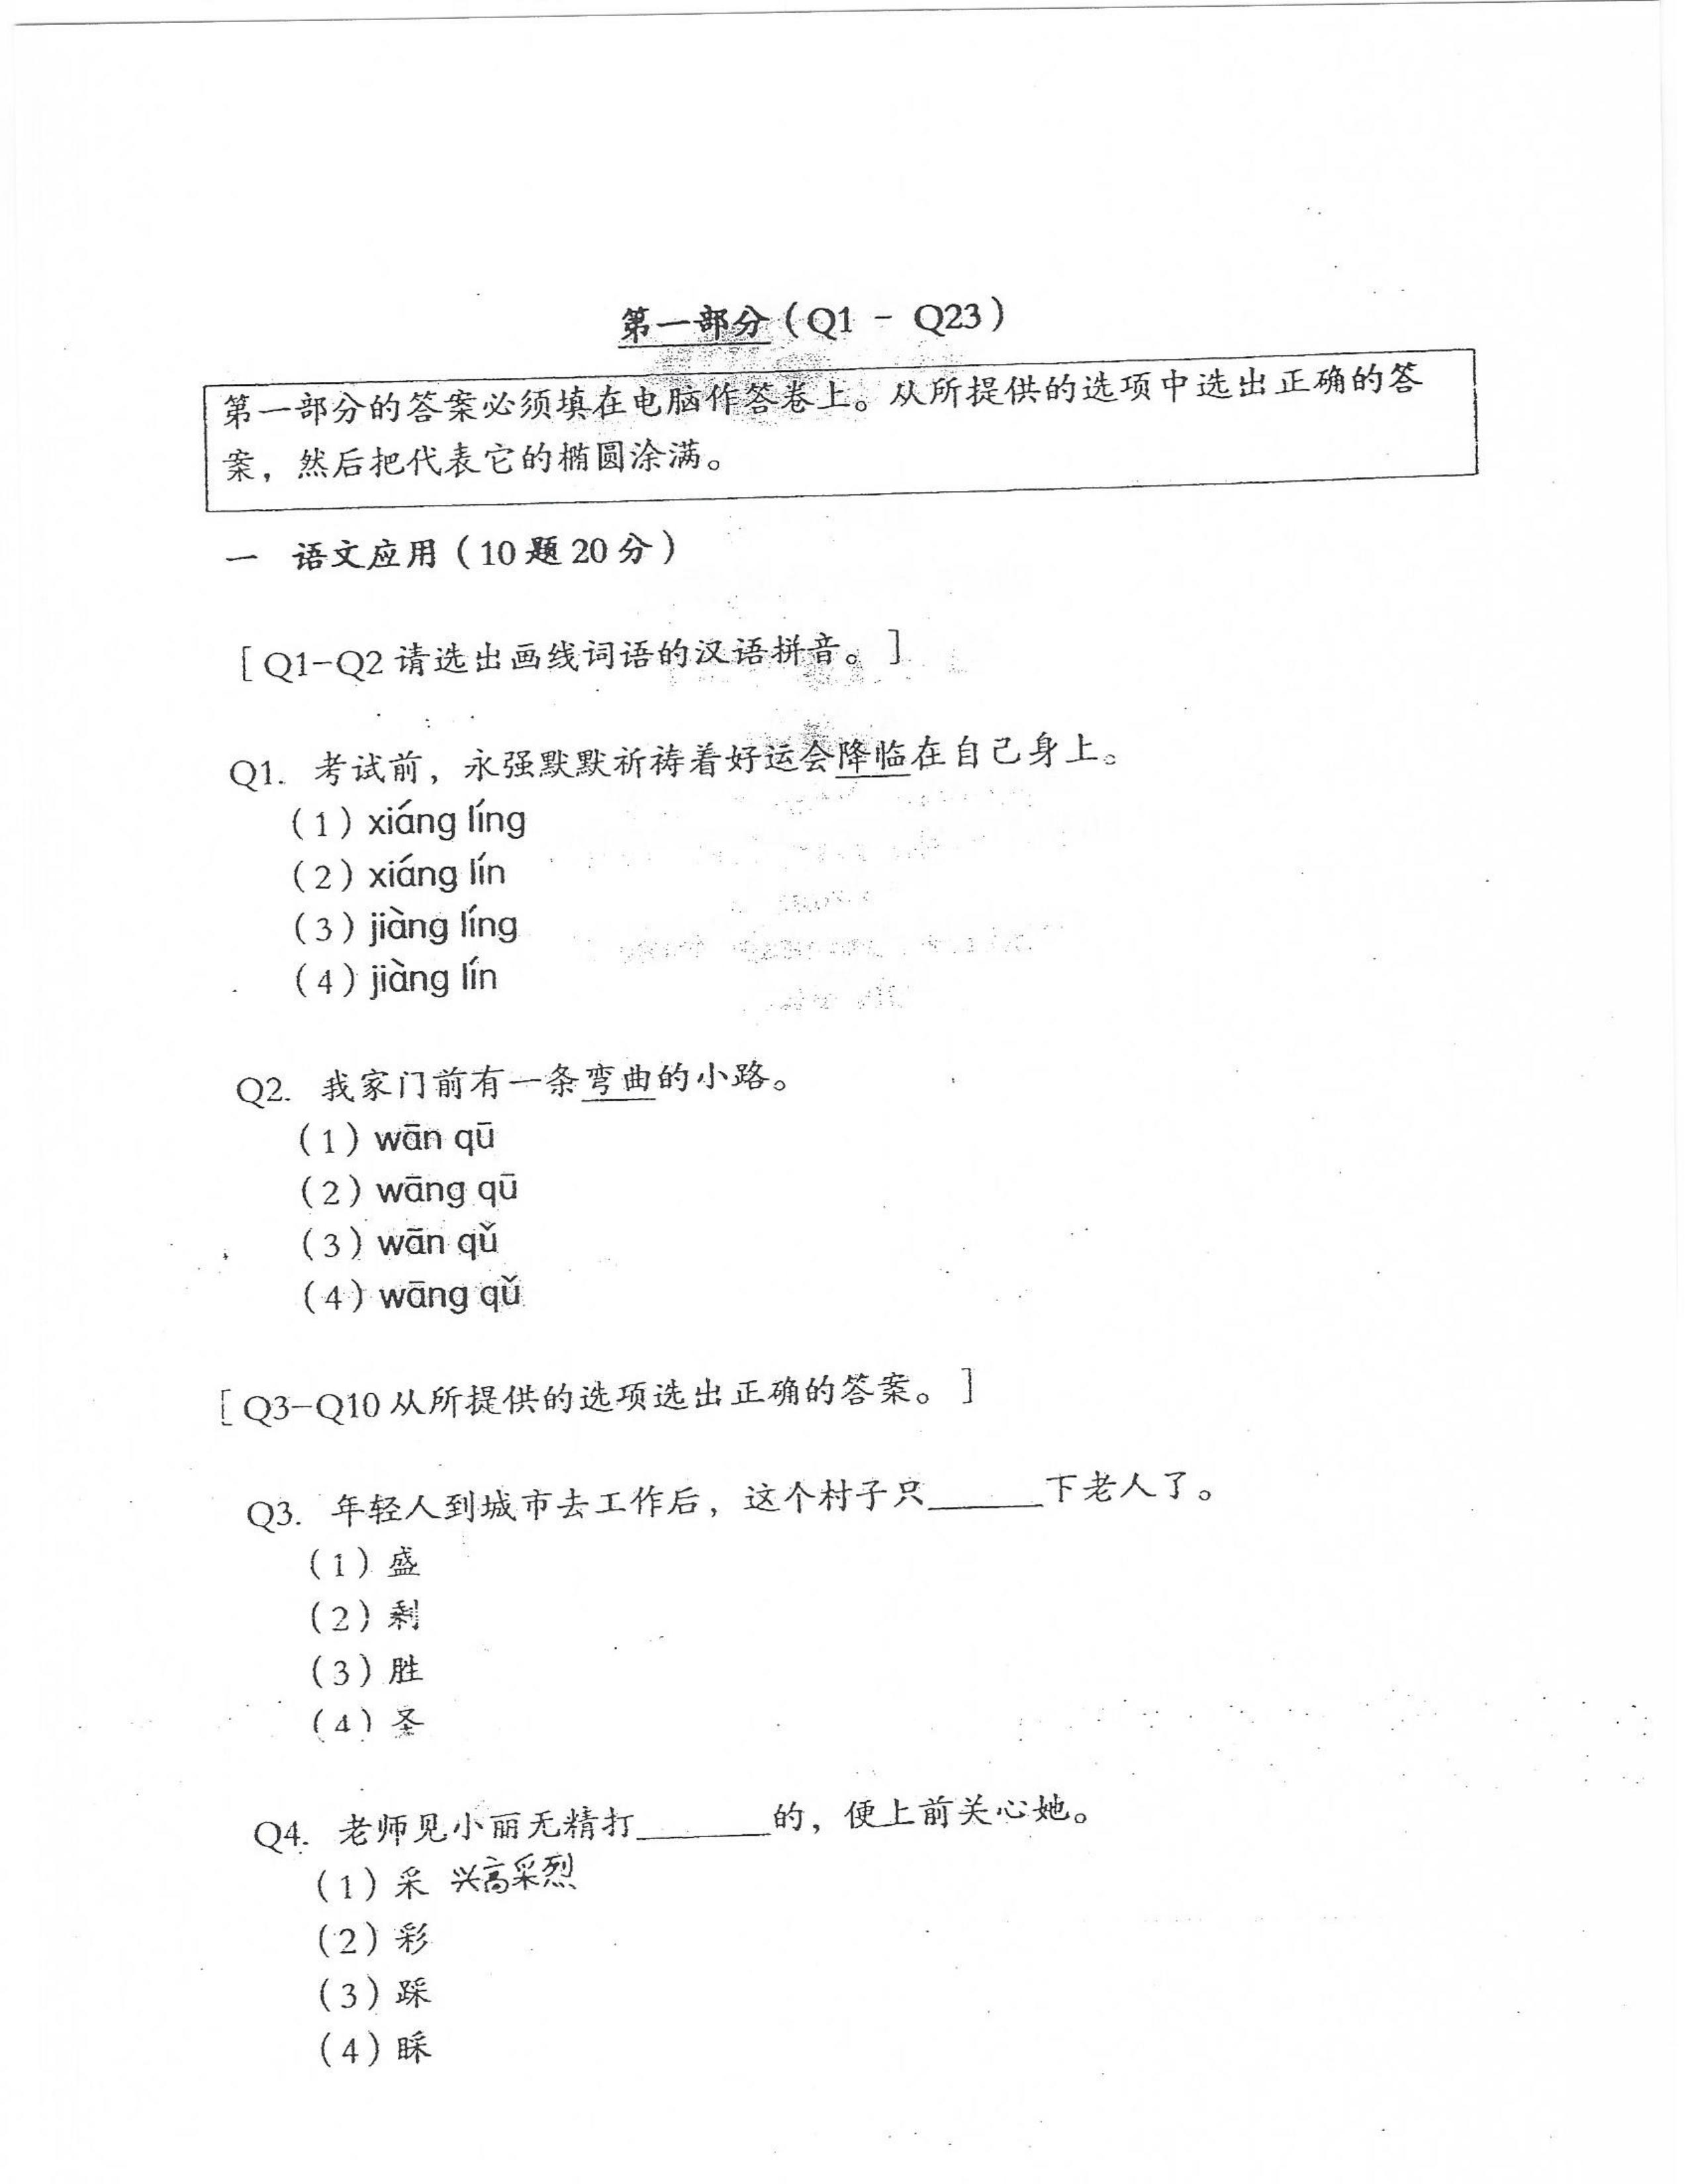 第一部分（Q1 - Q23）
第一部分的答案必须填在电脑作答卷上。从所提供的选项中选出正确的答
案，然后把代表它的椭圆涂满。
一 语文应用（10题20分）
[ Q1-Q2 请选出画线词语的汉语拼音。 ]
Q1. 考试前，永强默默祈祷着好运会降临在自己身上。
（1）xiáng líng
（2）xiáng lín
（3）jiàng líng
（4）jiàng lín
Q2. 我家门前有一条弯曲的小路。
（1）wān qū
（2）wāng qū
（3）wān qǔ
（4）wāng qǔ
[ Q3-Q10 从所提供的选项选出正确的答案。 ]
Q3. 年轻人到城市去工作后，这个村子只______下老人了。
（1）盛
（2）剩
（3）胜
（4）圣
Q4. 老师见小丽无精打_______的，便上前关心她。
（1）采 兴高采烈
（2）彩
（3）踩
（4）睬